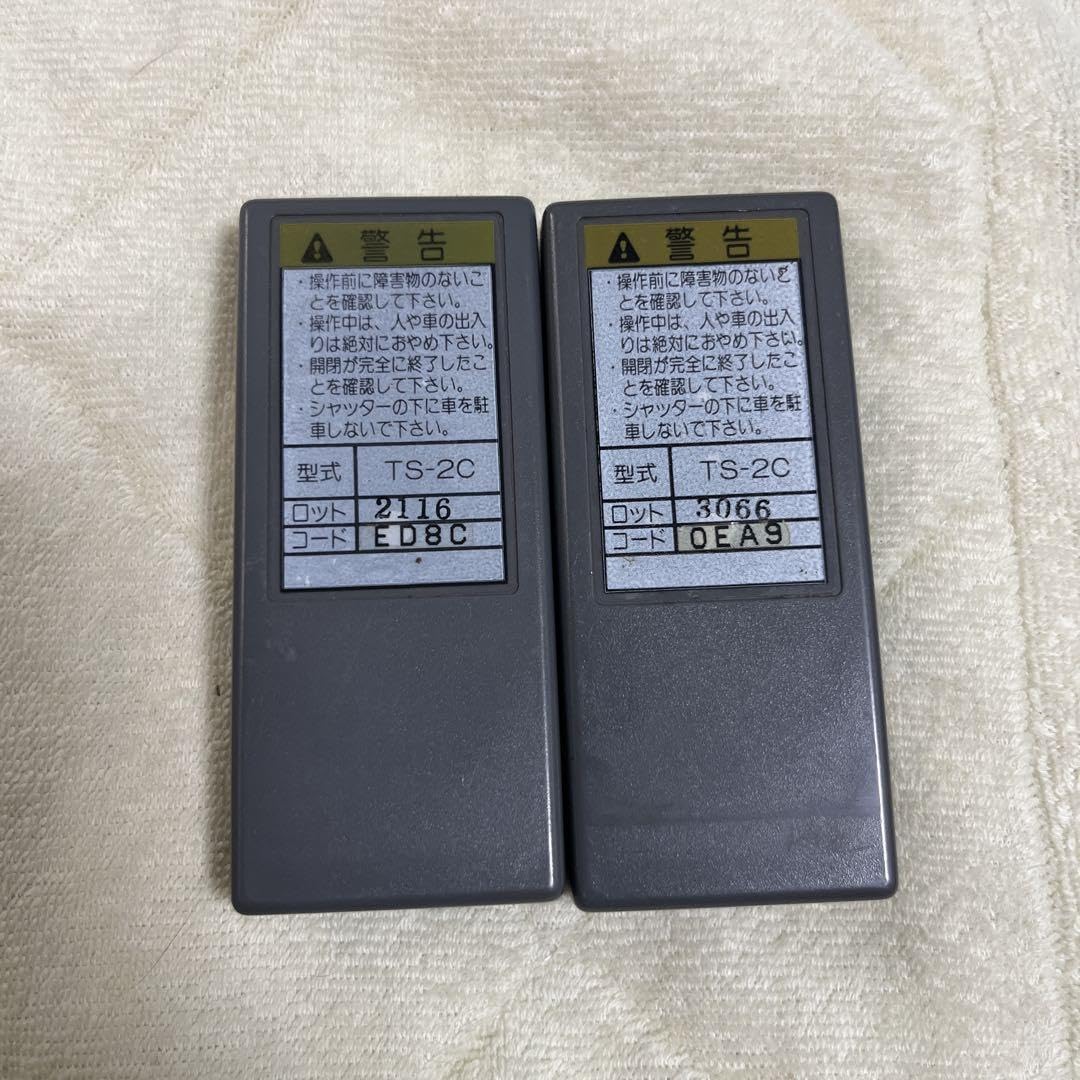 警告
・操作前に障害物のないこ
とを確認して下さい。
・操作中は、人や車の出入
りは絶対におやめ下さい。
・開閉が完全に終了したこ
とを確認して下さい。
・シャッターの下に車を駐
車しないで下さい。
型式 TS-2C
ロット 2116
コード ED8C
警告
・操作前に障害物のないこ
とを確認して下さい。
・操作中は、人や車の出入
りは絶対におやめ下さい。
・開閉が完全に終了したこ
とを確認して下さい。
・シャッターの下に車を駐
車しないで下さい。
型式 TS-2C
ロット 3066
コード 0EA9